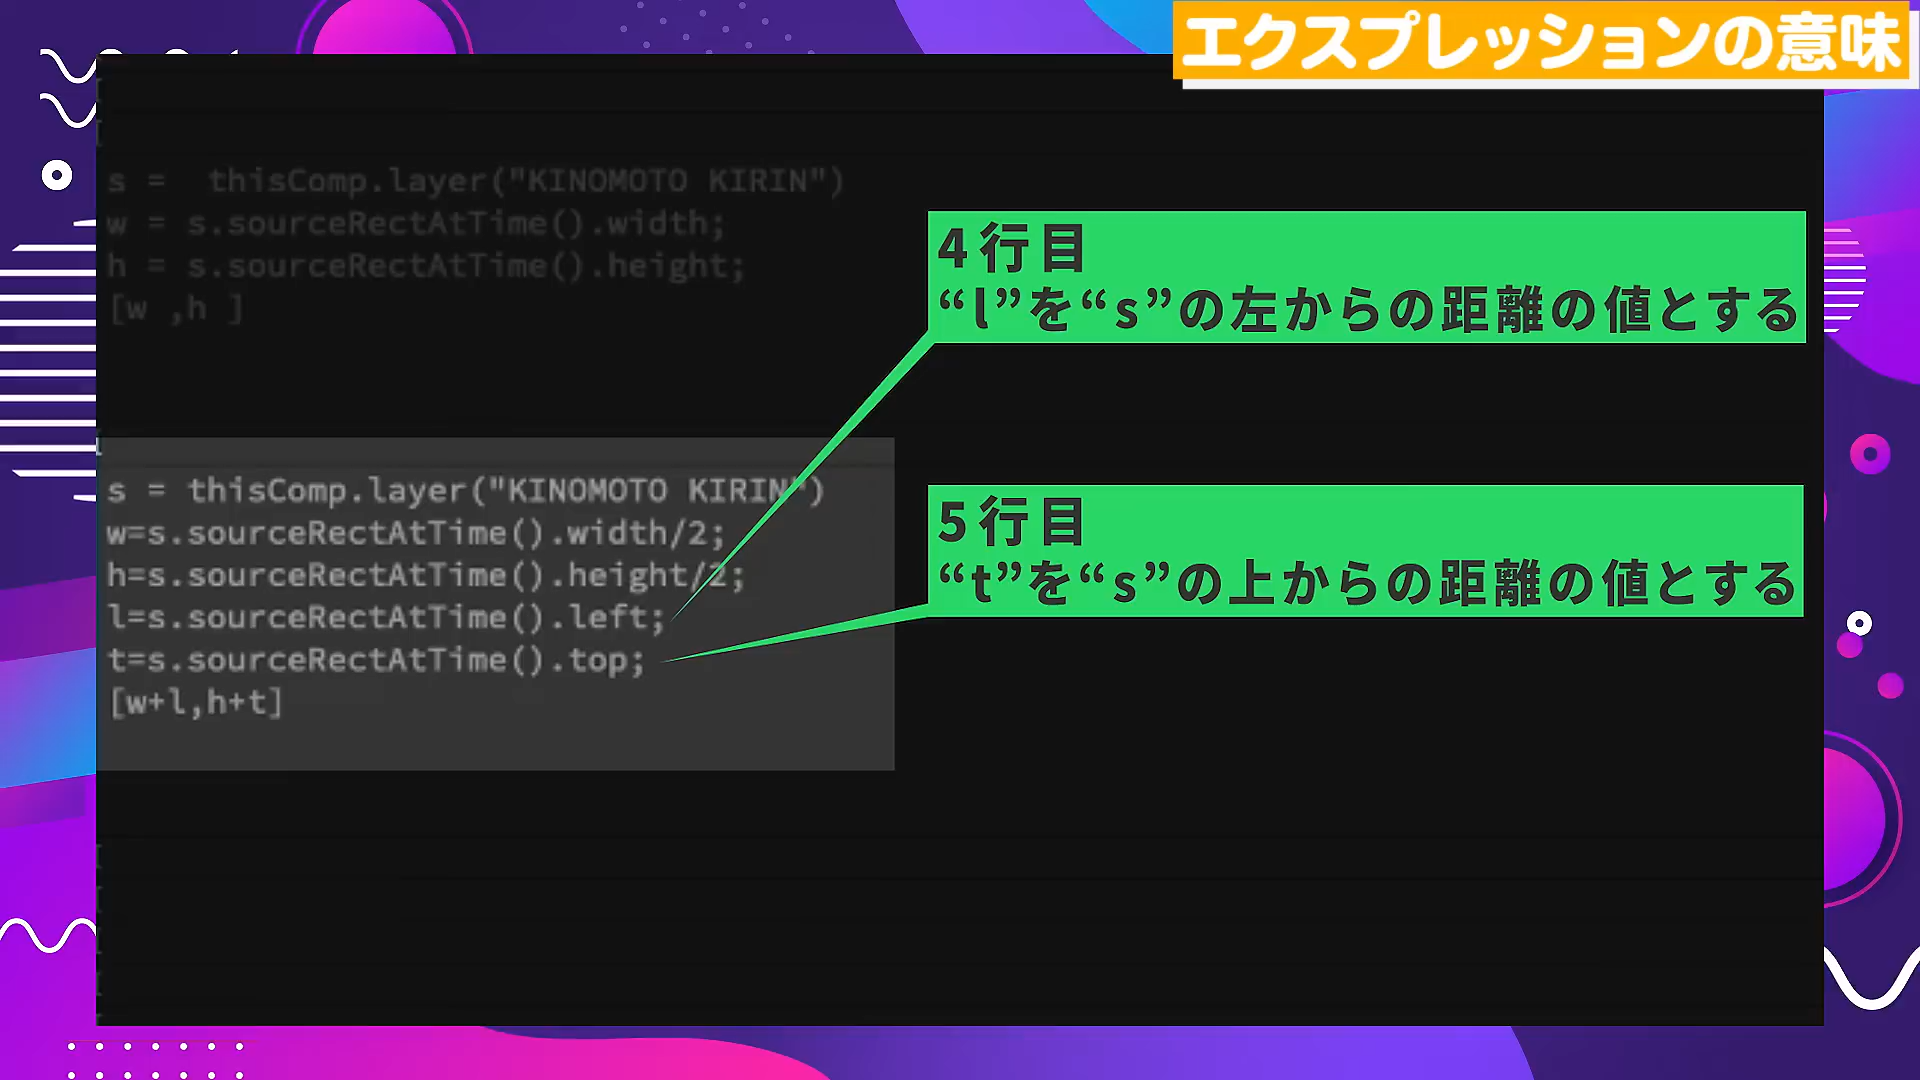 エクスプレッションの意味
s =  thisComp.layer("KINOMOTO KIRIN")
w = s.sourceRectAtTime().width;
h = s.sourceRectAtTime().height;
[w ,h ]
4行目
“l”を“s”の左からの距離の値とする
s = thisComp.layer("KINOMOTO KIRIN")
w=s.sourceRectAtTime().width/2;
h=s.sourceRectAtTime().height/2;
l=s.sourceRectAtTime().left;
t=s.sourceRectAtTime().top;
[w+l,h+t]
5行目
“t”を“s”の上からの距離の値とする